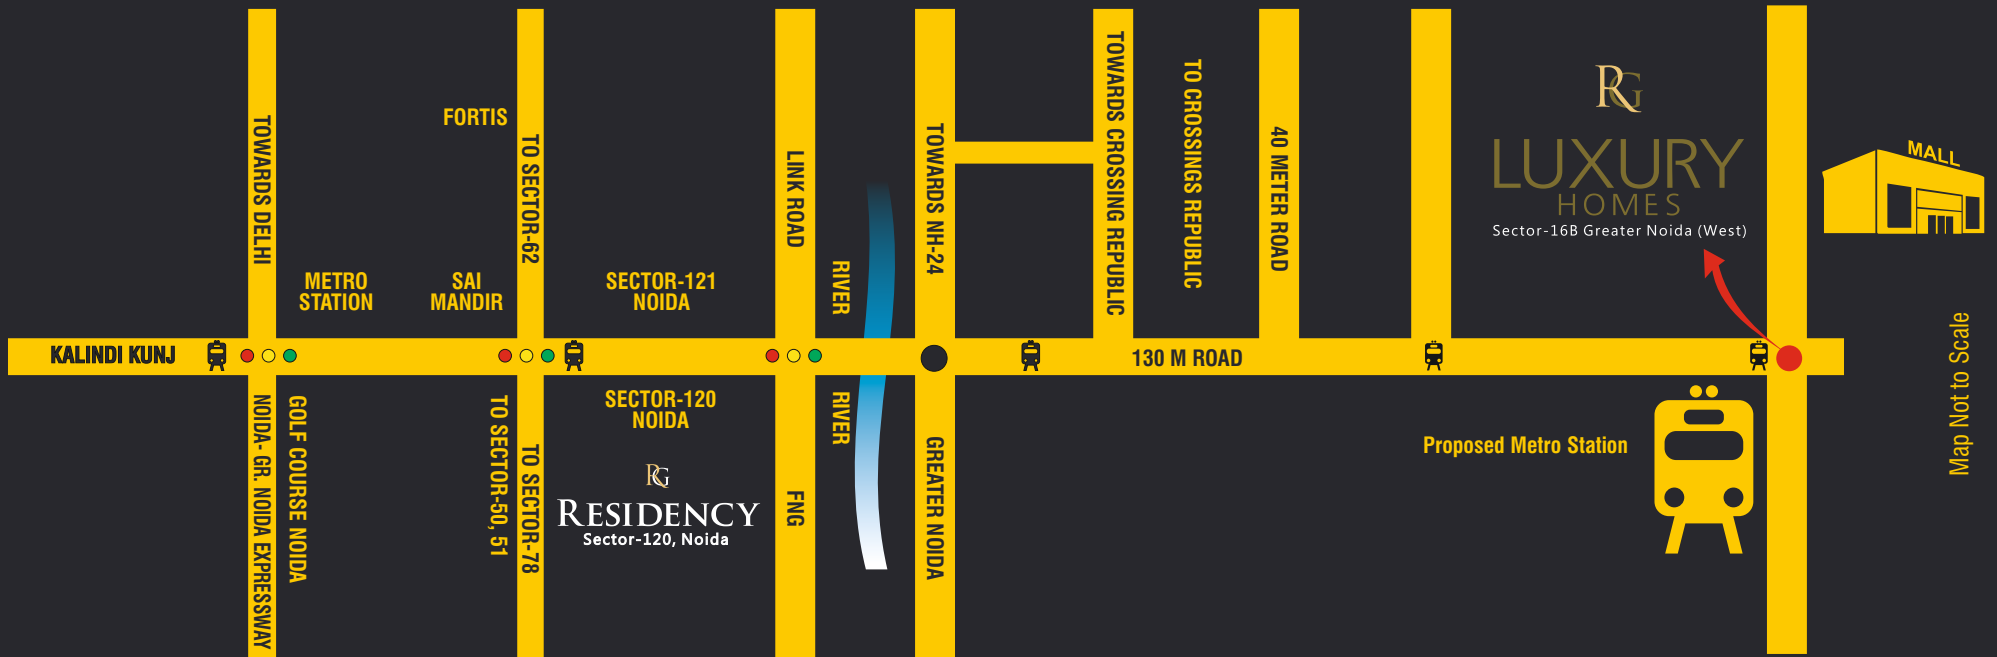 TOWARDS DELHI
FORTIS
TO SECTOR-62
METRO
STATION
SAI
MANDIR
SECTOR-121
NOIDA
LINK ROAD
RIVER
TOWARDS NH-24
TOWARDS CROSSING REPUBLIC
TO CROSSINGS REPUBLIC
40 METER ROAD
RG
LUXURY
HOMES
Sector-16B Greater Noida (West)
MALL
KALINDI KUNJ
130 M ROAD
NOIDA- GR. NOIDA EXPRESSWAY
GOLF COURSE NOIDA
TO SECTOR-50, 51
TO SECTOR-78
SECTOR-120
NOIDA
RG
RESIDENCY
Sector-120, Noida
FNG
RIVER
GREATER NOIDA
Proposed Metro Station
Map Not to Scale